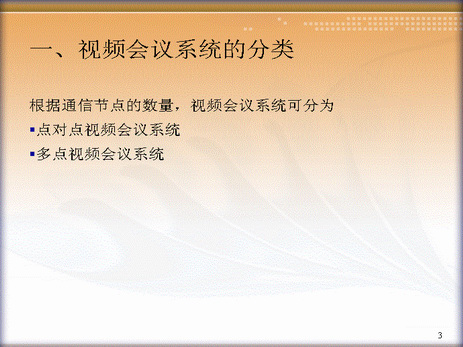 一、视频会议系统的分类
根据通信节点的数量，视频会议系统可分为
▪点对点视频会议系统
▪多点视频会议系统
3